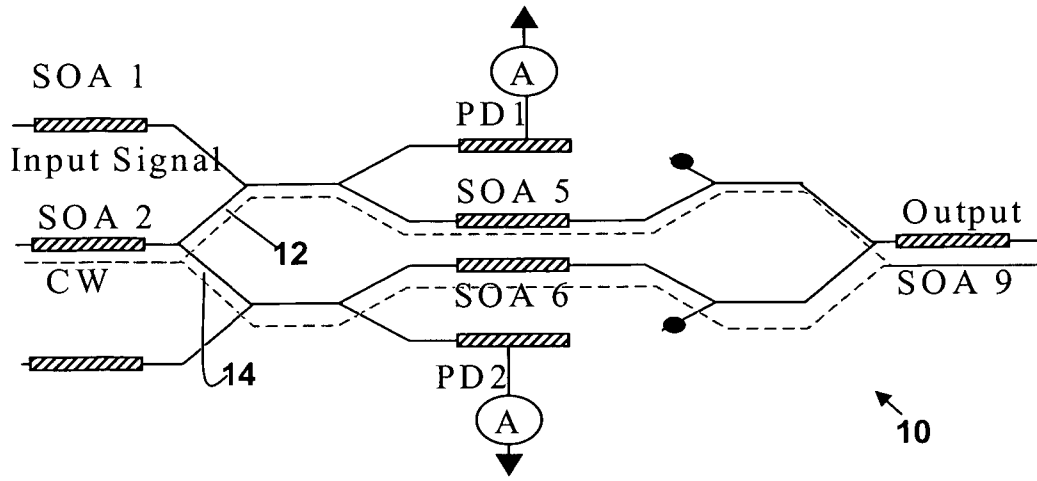 A
SOA 1
PD1
Input Signal
SOA 5
SOA 2
Output
12
CW
SOA 6
SOA 9
14
PD2
A
10